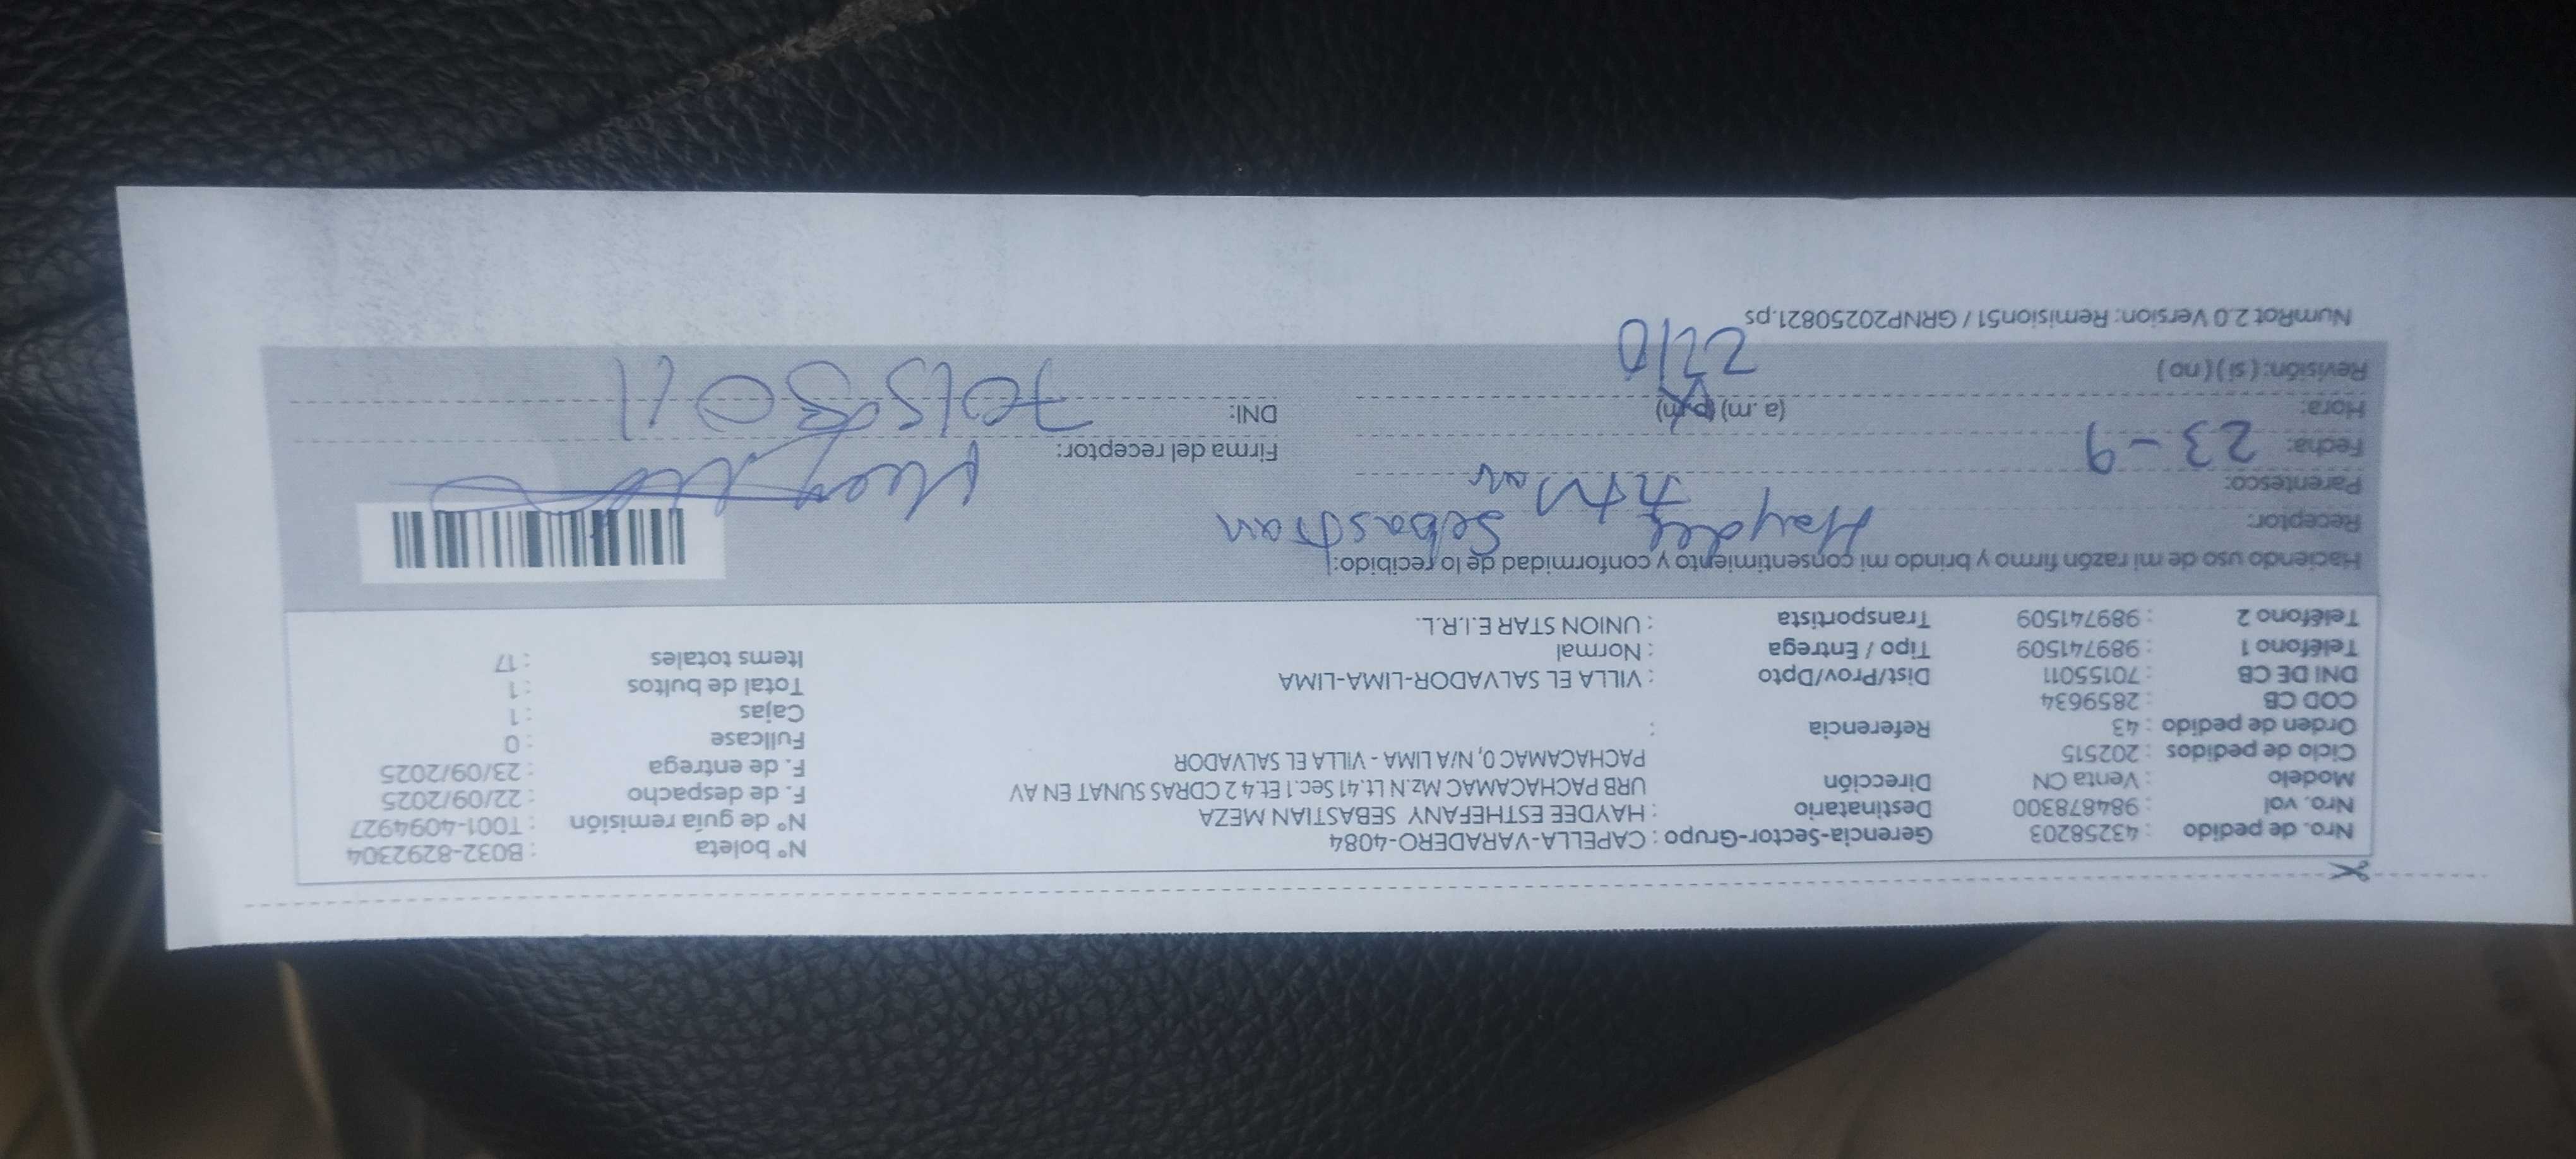 Nro. de pedido : 43258203 Gerencia-Sector-Grupo : CAPELLA-VARADERO-4084 N° boleta : B032-8292304
Nro. vol : 984878300 Destinatario : HAYDEE ESTHEFANY SEBASTIAN MEZA N° de guía remisión : T001-4094927
Modelo : Venta CN Dirección URB PACHACAMAC Mz.N Lt.41 Sec.1 Et.4 2 CDRAS SUNAT EN AV F. de despacho : 22/09/2025
Ciclo de pedidos : 202515 PACHACAMAC 0, N/A LIMA - VILLA EL SALVADOR F. de entrega : 23/09/2025
Orden de pedido : 43 Referencia : Fullcase : 0
COD CB : 2859634 Cajas : 1
DNI DE CB : 70155011 Dist/Prov/Dpto : VILLA EL SALVADOR-LIMA-LIMA Total de bultos : 1
Teléfono 1 : 989741509 Tipo / Entrega : Normal Items totales : 17
Teléfono 2 : 989741509 Transportista : UNION STAR E.I.R.L.
Haciendo uso de mi razón firmo y brindo mi consentimiento y conformidad de lo recibido:
Receptor: Haydee Sebastian
Parentesco: titular
Fecha: 23-9 Firma del receptor:
Hora: (a .m) (p.m) DNI:
Revisión: ( si ) ( no )
NumRot 2.0 Version: Remision51 / GRNP20250821.ps